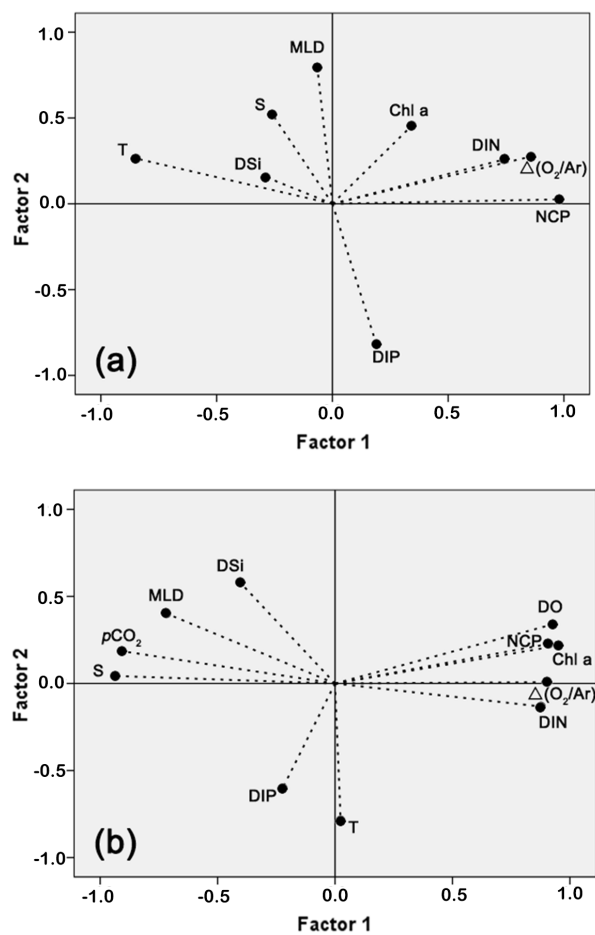 1.0
MLD
S
0.5
Chl a
T
DSi
DIN
△(O₂/Ar)
0.0
NCP
Factor 2
-0.5
(a)
DIP
-1.0
-1.0 -0.5 0.0 0.5 1.0
Factor 1
1.0
DSi
MLD
0.5
DO
pCO₂
NCP
Chl a
S
0.0
△(O₂/Ar)
DIN
Factor 2
-0.5
DIP
T
(b)
-1.0
-1.0 -0.5 0.0 0.5 1.0
Factor 1